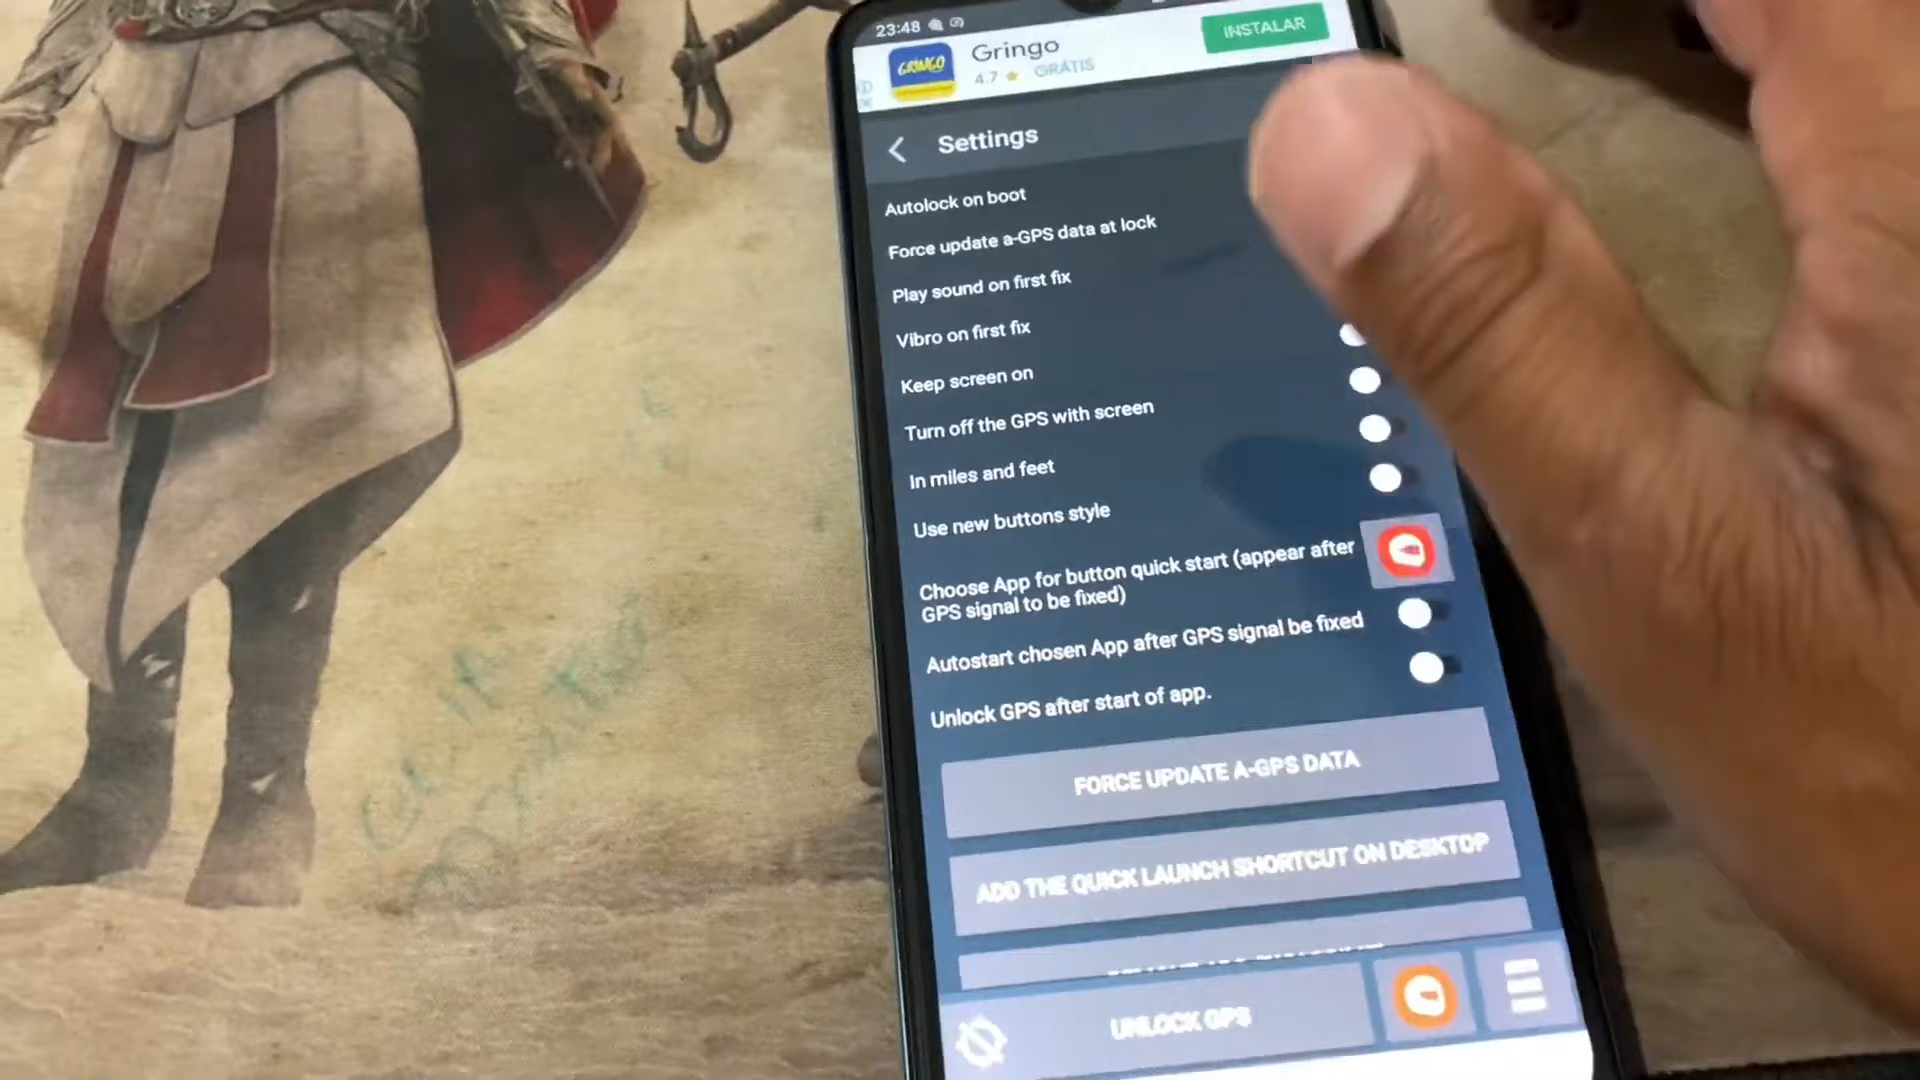 23:48
GRINGO
Gringo
INSTALAR
4.7 ★ GRÁTIS
Settings
Autolock on boot
Force update a-GPS data at lock
Play sound on first fix
Vibro on first fix
Keep screen on
Turn off the GPS with screen
In miles and feet
Use new buttons style
Choose App for button quick start (appear after
GPS signal to be fixed)
Autostart chosen App after GPS signal be fixed
Unlock GPS after start of app.
FORCE UPDATE A-GPS DATA
ADD THE QUICK LAUNCH SHORTCUT ON DESKTOP
UNLOCK GPS